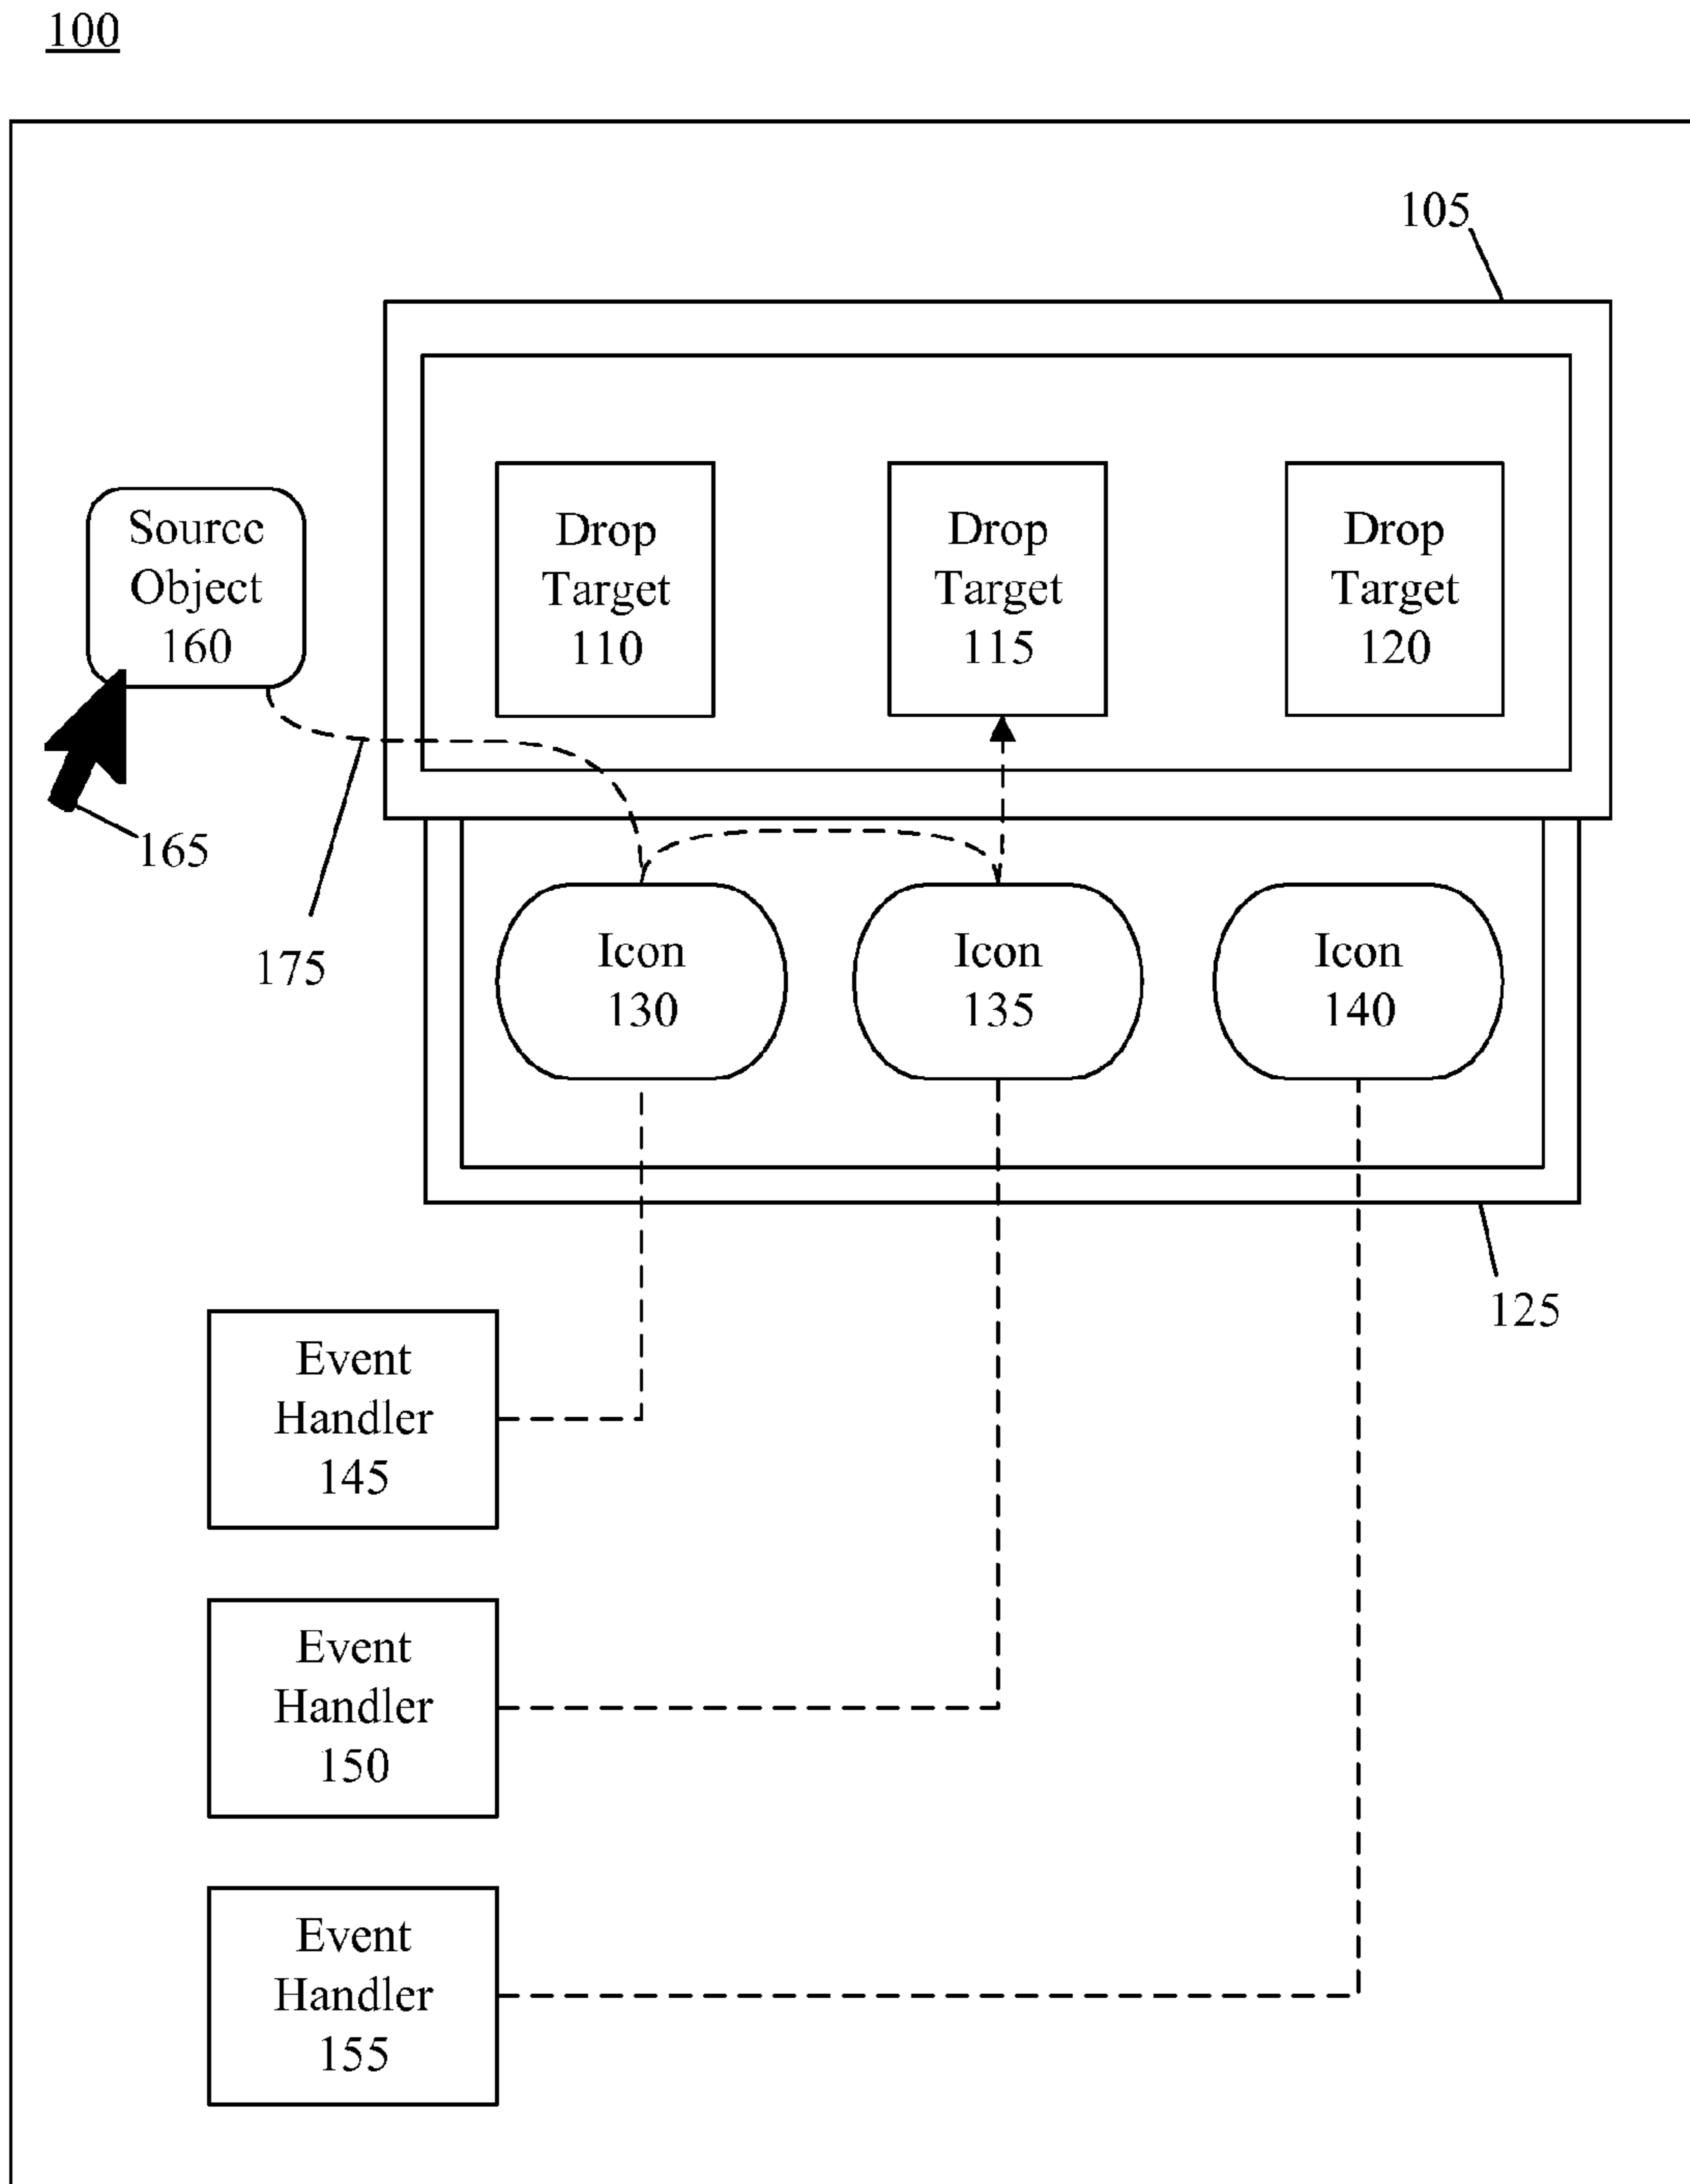 100
105
Source
Object
160
Drop
Target
110
Drop
Target
115
Drop
Target
120
165
175
Icon
130
Icon
135
Icon
140
125
Event
Handler
145
Event
Handler
150
Event
Handler
155